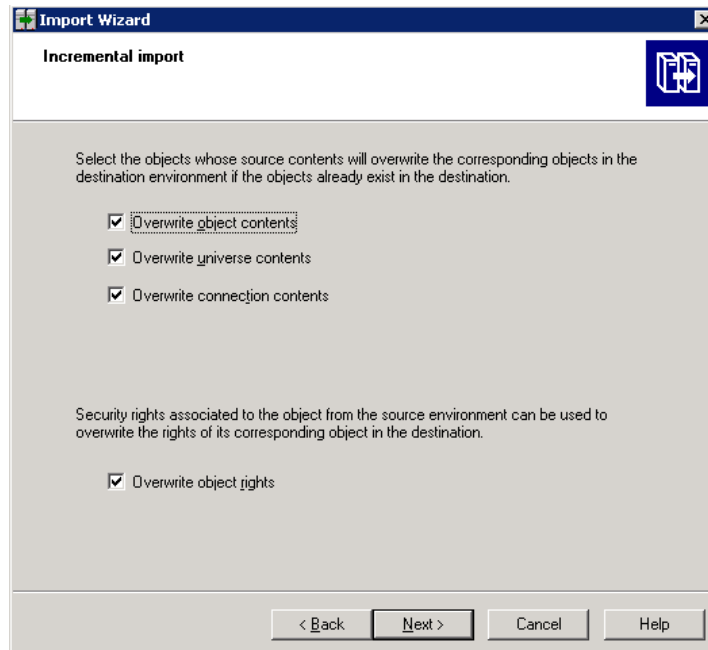 Import Wizard
Incremental import
Select the objects whose source contents will overwrite the corresponding objects in the
destination environment if the objects already exist in the destination.
Overwrite object contents
Overwrite universe contents
Overwrite connection contents
Security rights associated to the object from the source environment can be used to
overwrite the rights of its corresponding object in the destination.
Overwrite object rights
< Back Next > Cancel Help